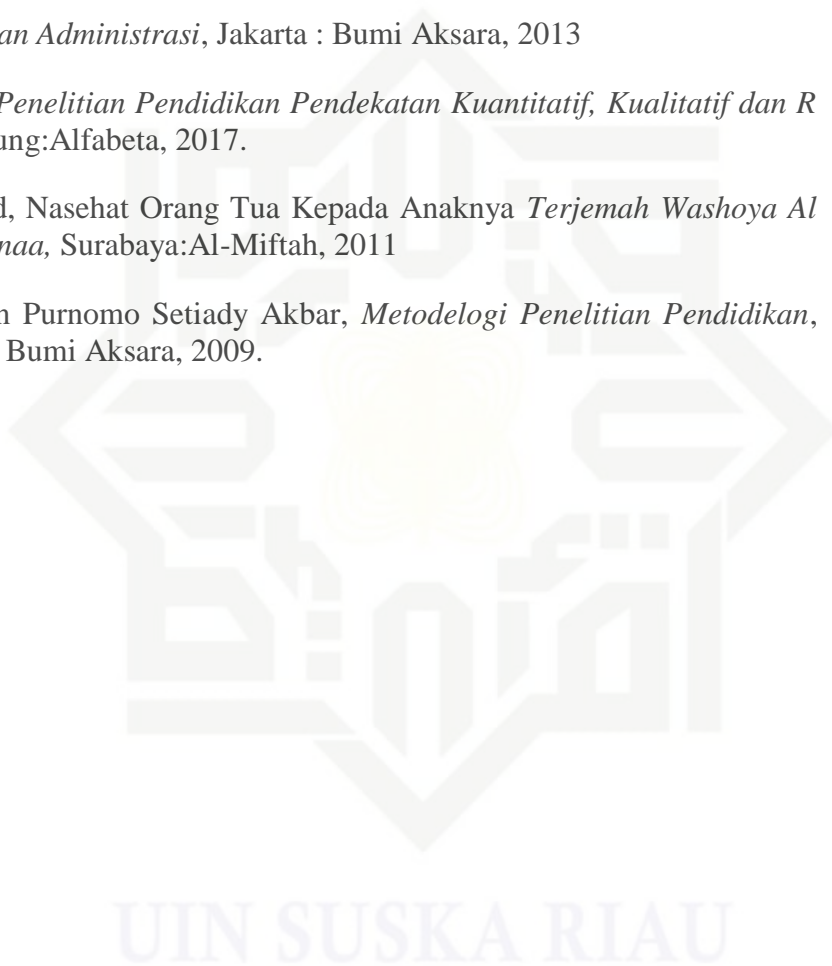 an Administrasi, Jakarta : Bumi Aksara, 2013
Penelitian Pendidikan Pendekatan Kuantitatif, Kualitatif dan R
ung:Alfabeta, 2017.
d, Nasehat Orang Tua Kepada Anaknya Terjemah Washoya Al
naa, Surabaya:Al-Miftah, 2011
n Purnomo Setiady Akbar, Metodelogi Penelitian Pendidikan,
Bumi Aksara, 2009.
UIN SUSKA RIAU